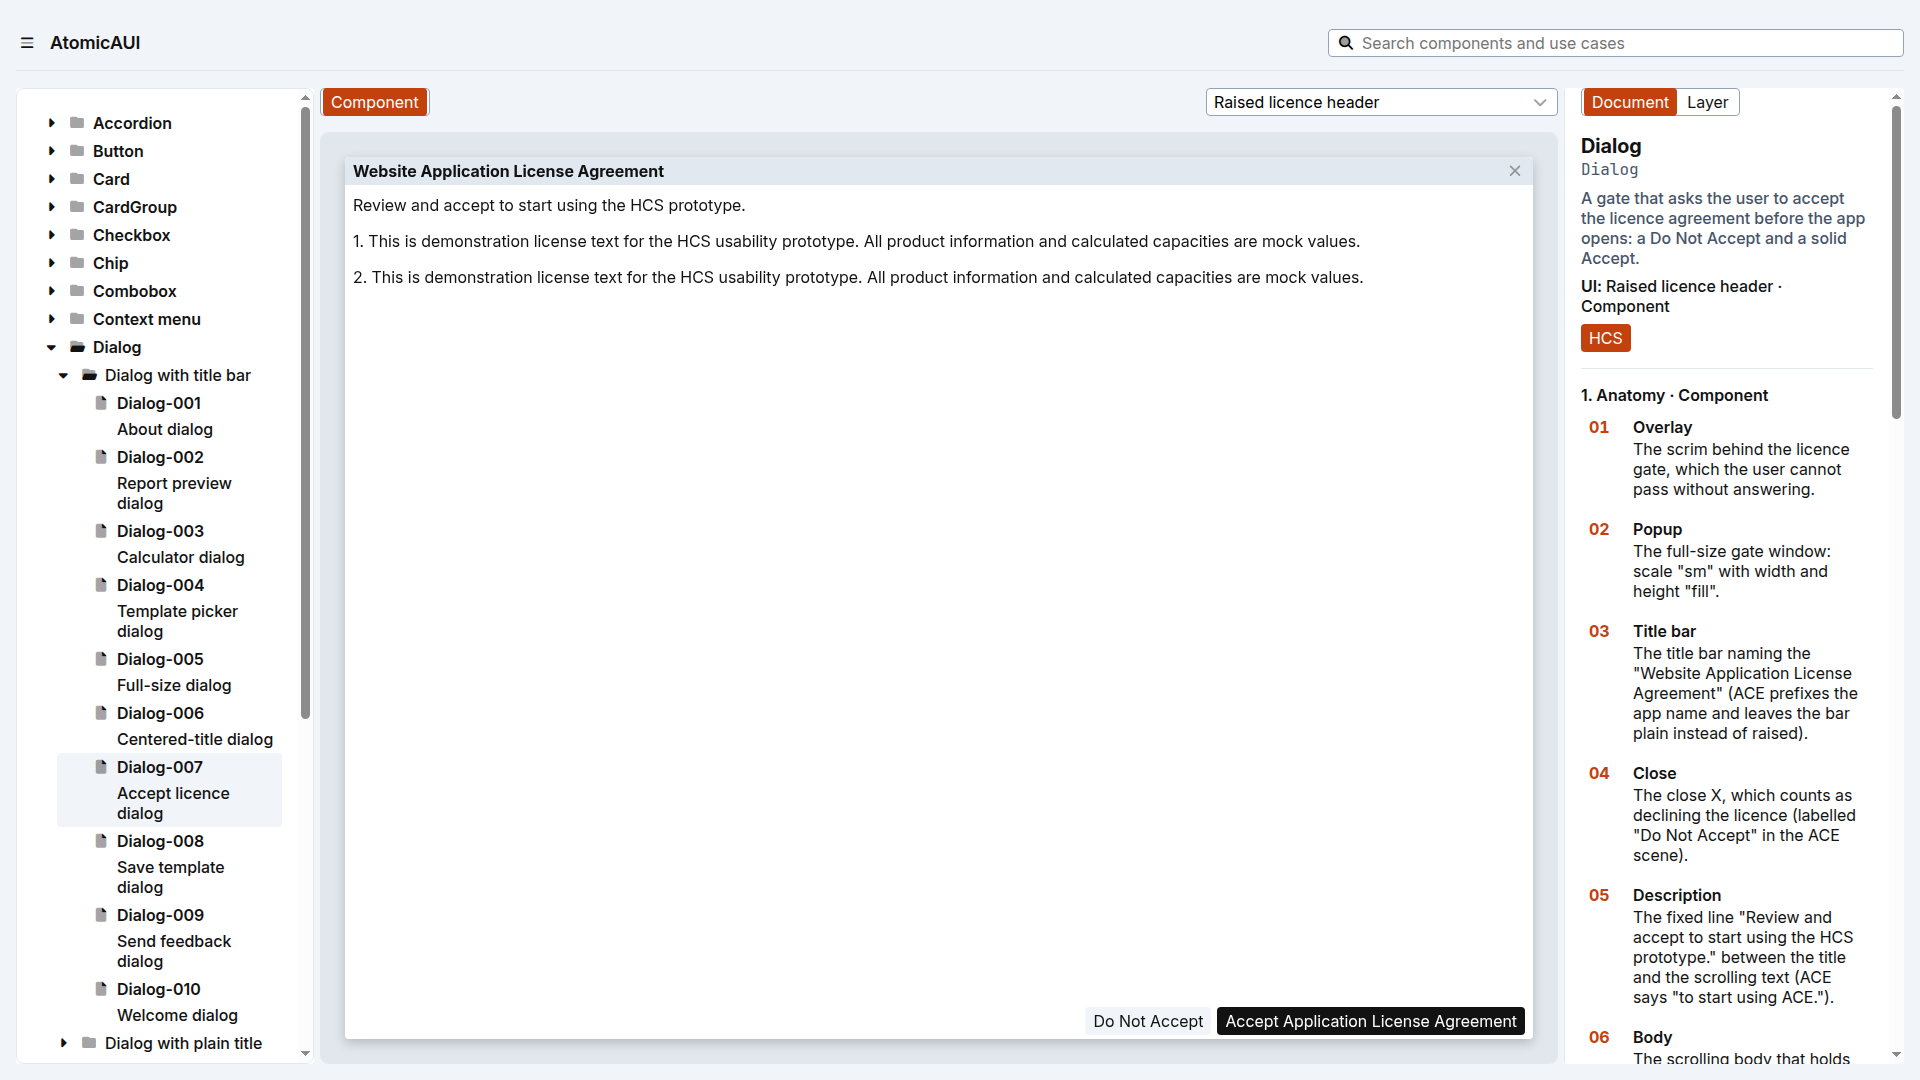 AtomicAUI
Search components and use cases
Accordion
Button
Card
CardGroup
Checkbox
Chip
Combobox
Context menu
Dialog
Dialog with title bar
Dialog-001
About dialog
Dialog-002
Report preview
dialog
Dialog-003
Calculator dialog
Dialog-004
Template picker
dialog
Dialog-005
Full-size dialog
Dialog-006
Centered-title dialog
Dialog-007
Accept licence
dialog
Dialog-008
Save template
dialog
Dialog-009
Send feedback
dialog
Dialog-010
Welcome dialog
Dialog with plain title
Component
Raised licence header
Website Application License Agreement
Review and accept to start using the HCS prototype.
1. This is demonstration license text for the HCS usability prototype. All product information and calculated capacities are mock values.
2. This is demonstration license text for the HCS usability prototype. All product information and calculated capacities are mock values.
Do Not Accept
Accept Application License Agreement
Document
Layer
Dialog
Dialog
A gate that asks the user to accept
the licence agreement before the app
opens: a Do Not Accept and a solid
Accept.
UI: Raised licence header ·
Component
HCS
1. Anatomy · Component
01 Overlay
The scrim behind the licence
gate, which the user cannot
pass without answering.
02 Popup
The full-size gate window:
scale "sm" with width and
height "fill".
03 Title bar
The title bar naming the
"Website Application License
Agreement" (ACE prefixes the
app name and leaves the bar
plain instead of raised).
04 Close
The close X, which counts as
declining the licence (labelled
"Do Not Accept" in the ACE
scene).
05 Description
The fixed line "Review and
accept to start using the HCS
prototype." between the title
and the scrolling text (ACE
says "to start using ACE.").
06 Body
The scrolling body that holds